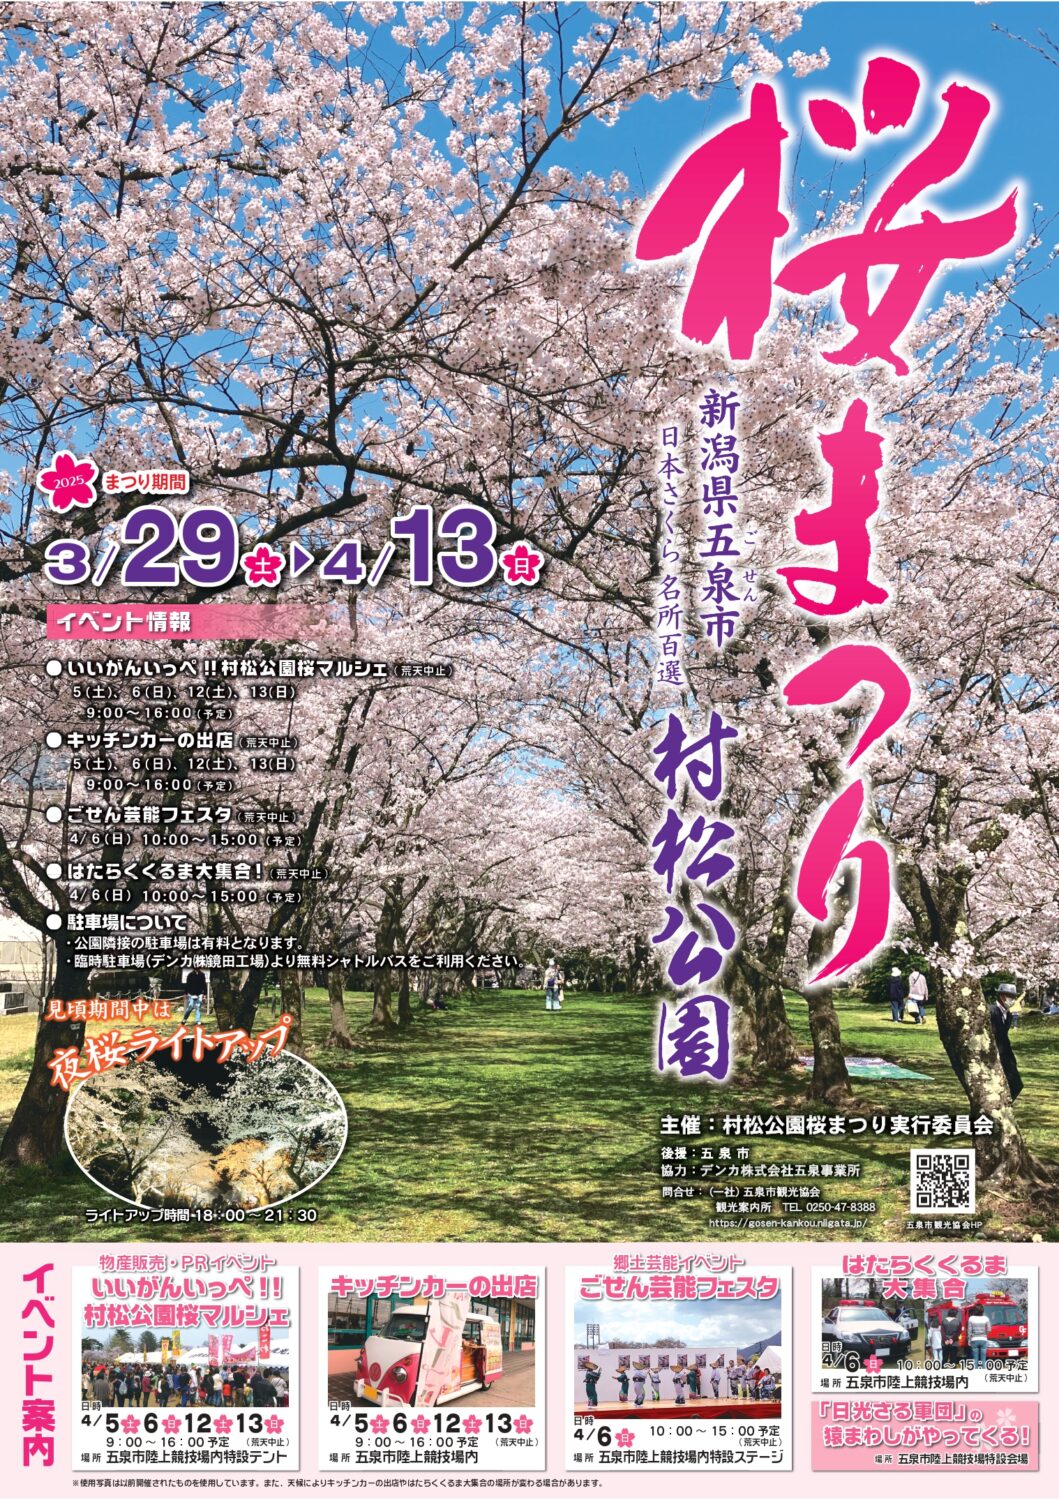 桜まつり
新潟県五泉市
ごせん
日本さくら名所百選
村松公園
2025
まつり期間
3/29土▶4/13日
イベント情報
●いいがんいっぺ!!村松公園桜マルシェ(荒天中止)
5(土)、6(日)、12(土)、13(日)
9:00～16:00(予定)
●キッチンカーの出店(荒天中止)
5(土)、6(日)、12(土)、13(日)
9:00～16:00(予定)
●ごせん芸能フェスタ(荒天中止)
4/6(日) 10:00～15:00(予定)
●はたらくくるま大集合!(荒天中止)
4/6(日) 10:00～15:00(予定)
●駐車場について
・公園隣接の駐車場は有料となります。
・臨時駐車場(デンカ㈱鏡田工場)より無料シャトルバスをご利用ください。
見頃期間中は
夜桜ライトアップ
ライトアップ時間 18:00～21:30
主催：村松公園桜まつり実行委員会
後援：五泉市
協力：デンカ株式会社五泉事業所
問合せ：(一社)五泉市観光協会
観光案内所 TEL 0250-47-8388
https://gosen-kankou.niigata.jp/
五泉市観光協会HP
イベント案内
物産販売・PRイベント
いいがんいっぺ!!
村松公園桜マルシェ
日時
4/5土6日12土13日
9:00～16:00予定 (荒天中止)
場所 五泉市陸上競技場内特設テント
キッチンカーの出店
日時
4/5土6日12土13日
9:00～16:00予定 (荒天中止)
場所 五泉市陸上競技場内
郷土芸能イベント
ごせん芸能フェスタ
日時
4/6日 10:00～15:00予定
(荒天中止)
場所 五泉市陸上競技場内特設ステージ
はたらくくるま
大集合
日時
4/6日 10:00～15:00予定
(荒天中止)
場所 五泉市陸上競技場内
「日光さる軍団」の
猿まわしがやってくる!
場所 五泉市陸上競技場特設会場
※使用写真は以前開催されたものを使用しています。また、天候によりキッチンカーの出店やはたらくくるま大集合の場所が変わる場合があります。